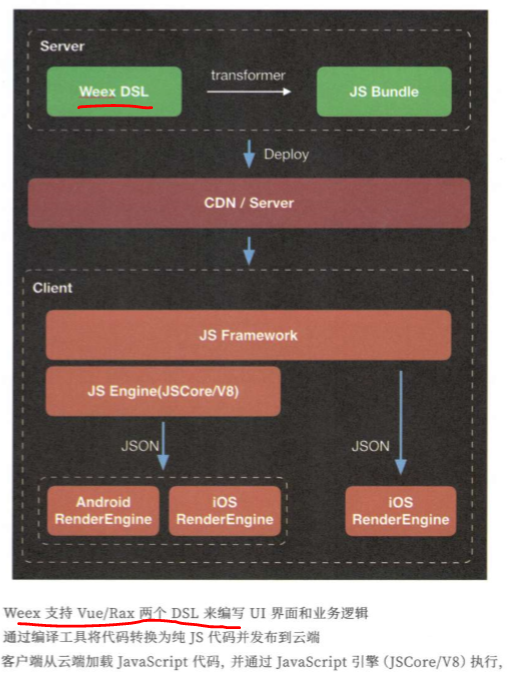 Server
Weex DSL
transformer
JS Bundle
Deploy
CDN / Server
Client
JS Framework
JS Engine(JSCore/V8)
JSON
JSON
Android
RenderEngine
iOS
RenderEngine
iOS
RenderEngine
Weex 支持 Vue/Rax 两个 DSL 来编写 UI 界面和业务逻辑
通过编译工具将代码转换为纯 JS 代码并发布到云端
客户端从云端加载 JavaScript 代码, 并通过 JavaScript 引擎 (JSCore/V8) 执行,